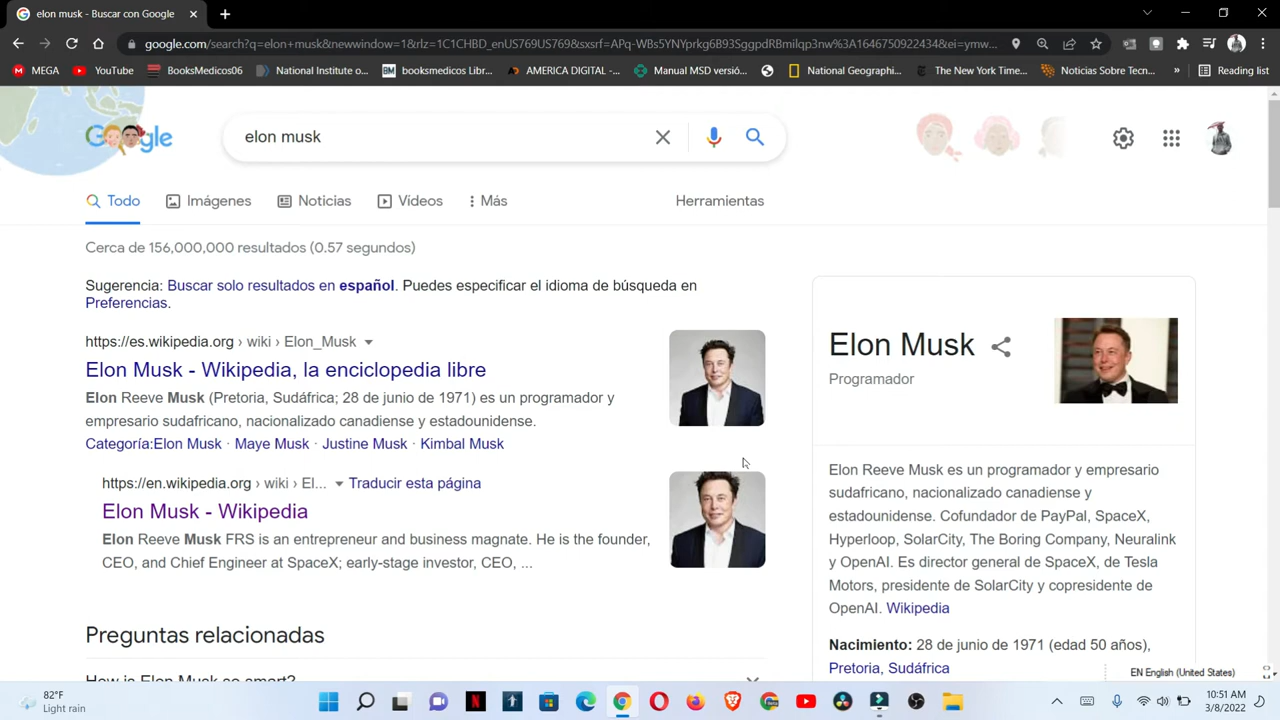 elon musk - Buscar con Google
google.com/search?q=elon+musk&newwindow=1&rlz=1C1CHBD_enUS769US769&sxsrf=APq-WBs5YNYprkg6B93SggpdRBmilqp3nw%3A1646750922434&ei=ymw...
MEGA
YouTube
BooksMedicos06
National Institute o...
booksmedicos Libr...
AMERICA DIGITAL -...
Manual MSD versió...
National Geographi...
The New York Time...
Noticias Sobre Tecn...
»
Reading list
Google
elon musk
Todo
Imágenes
Noticias
Videos
Más
Herramientas
Cerca de 156,000,000 resultados (0.57 segundos)
Sugerencia: Buscar solo resultados en español. Puedes especificar el idioma de búsqueda en
Preferencias.
https://es.wikipedia.org › wiki › Elon_Musk
Elon Musk - Wikipedia, la enciclopedia libre
Elon Reeve Musk (Pretoria, Sudáfrica; 28 de junio de 1971) es un programador y
empresario sudafricano, nacionalizado canadiense y estadounidense.
Categoría:Elon Musk · Maye Musk · Justine Musk · Kimbal Musk
https://en.wikipedia.org › wiki › El... Traducir esta página
Elon Musk - Wikipedia
Elon Reeve Musk FRS is an entrepreneur and business magnate. He is the founder,
CEO, and Chief Engineer at SpaceX; early-stage investor, CEO, ...
Preguntas relacionadas
How is Elon Musk so smart?
Elon Musk
Programador
Elon Reeve Musk es un programador y empresario
sudafricano, nacionalizado canadiense y
estadounidense. Cofundador de PayPal, SpaceX,
Hyperloop, SolarCity, The Boring Company, Neuralink
y OpenAI. Es director general de SpaceX, de Tesla
Motors, presidente de SolarCity y copresidente de
OpenAI. Wikipedia
Nacimiento: 28 de junio de 1971 (edad 50 años),
Pretoria, Sudáfrica
EN English (United States)
82°F
Light rain
10:51 AM
3/8/2022